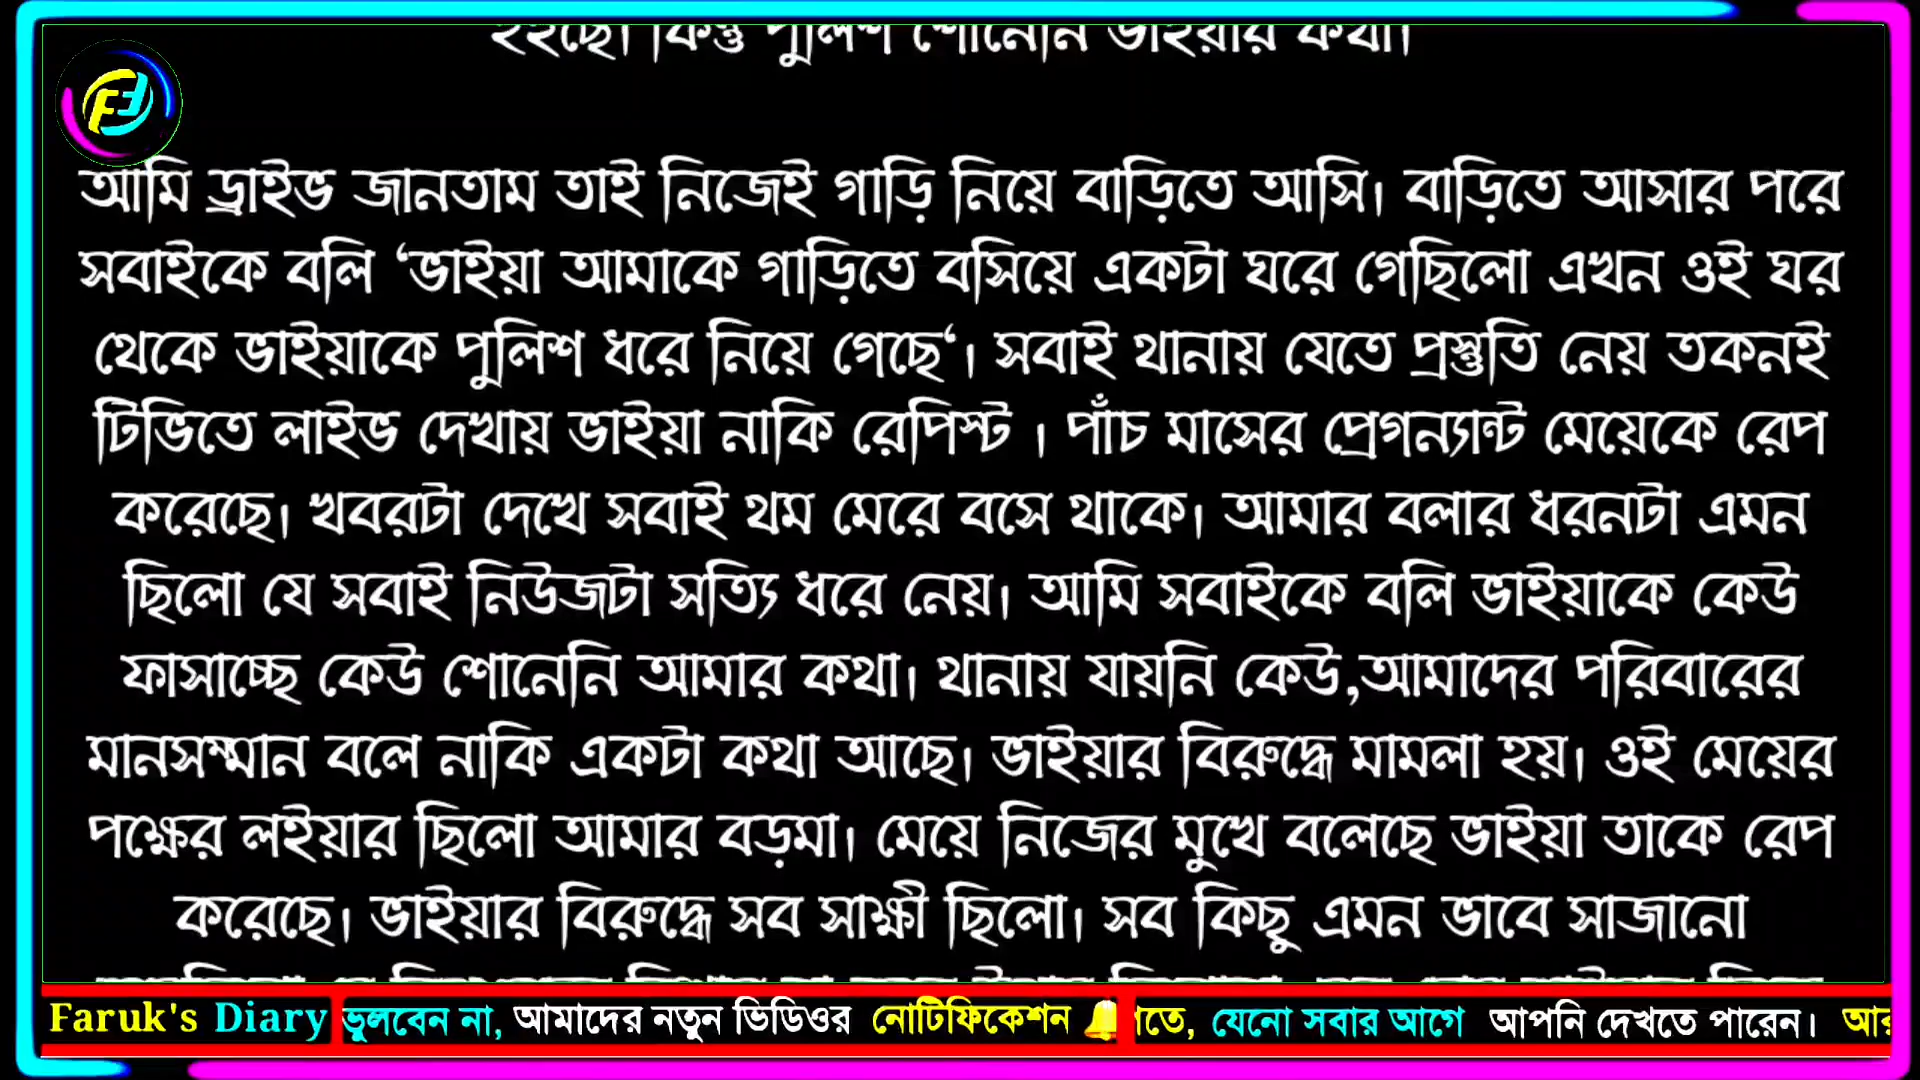 হইছে। কিন্তু পুলিশ শোনেনি ভাইয়ার কথা।
আমি ড্রাইভ জানতাম তাই নিজেই গাড়ি নিয়ে বাড়িতে আসি। বাড়িতে আসার পরে
সবাইকে বলি ‘ভাইয়া আমাকে গাড়িতে বসিয়ে একটা ঘরে গেছিলো এখন ওই ঘর
থেকে ভাইয়াকে পুলিশ ধরে নিয়ে গেছে‘। সবাই থানায় যেতে প্রস্তুতি নেয় তকনই
টিভিতে লাইভ দেখায় ভাইয়া নাকি রেপিস্ট । পাঁচ মাসের প্রেগন্যান্ট মেয়েকে রেপ
করেছে। খবরটা দেখে সবাই থম মেরে বসে থাকে। আমার বলার ধরনটা এমন
ছিলো যে সবাই নিউজটা সত্যি ধরে নেয়। আমি সবাইকে বলি ভাইয়াকে কেউ
ফাসাচ্ছে কেউ শোনেনি আমার কথা। থানায় যায়নি কেউ,আমাদের পরিবারের
মানসম্মান বলে নাকি একটা কথা আছে। ভাইয়ার বিরুদ্ধে মামলা হয়। ওই মেয়ের
পক্ষের লইয়ার ছিলো আমার বড়মা। মেয়ে নিজের মুখে বলেছে ভাইয়া তাকে রেপ
করেছে। ভাইয়ার বিরুদ্ধে সব সাক্ষী ছিলো। সব কিছু এমন ভাবে সাজানো
Faruk's Diary ভুলবেন না, আমাদের নতুন ভিডিওর নোটিফিকেশন 🔔 তে, যেনো সবার আগে আপনি দেখতে পারেন।